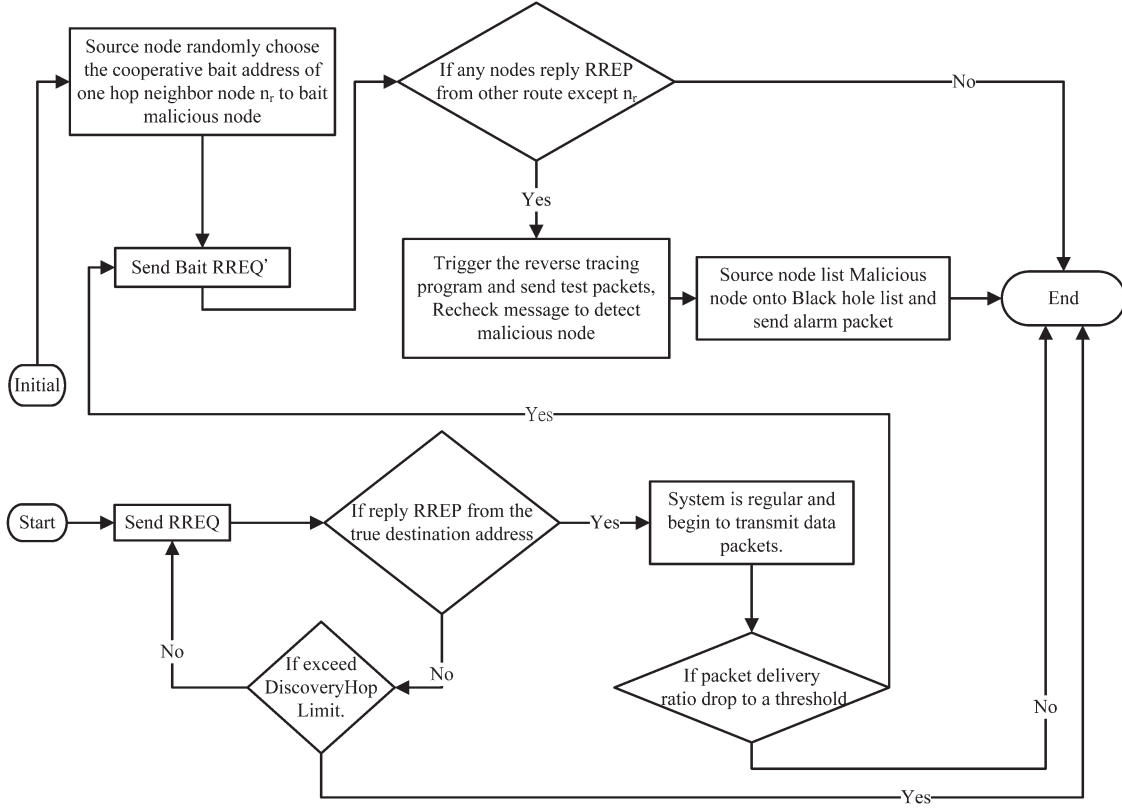 Source node randomly choose
the cooperative bait address of
one hop neighbor node nr to bait
malicious node
If any nodes reply RREP
from other route except nr
No
Yes
Send Bait RREQ'
Trigger the reverse tracing
program and send test packets,
Recheck message to detect
malicious node
Source node list Malicious
node onto Black hole list and
send alarm packet
End
Initial
Yes
Start
Send RREQ
If reply RREP from the
true destination address
Yes
System is regular and
begin to transmit data
packets.
No
No
If exceed
DiscoveryHop
Limit.
If packet delivery
ratio drop to a threshold
No
Yes